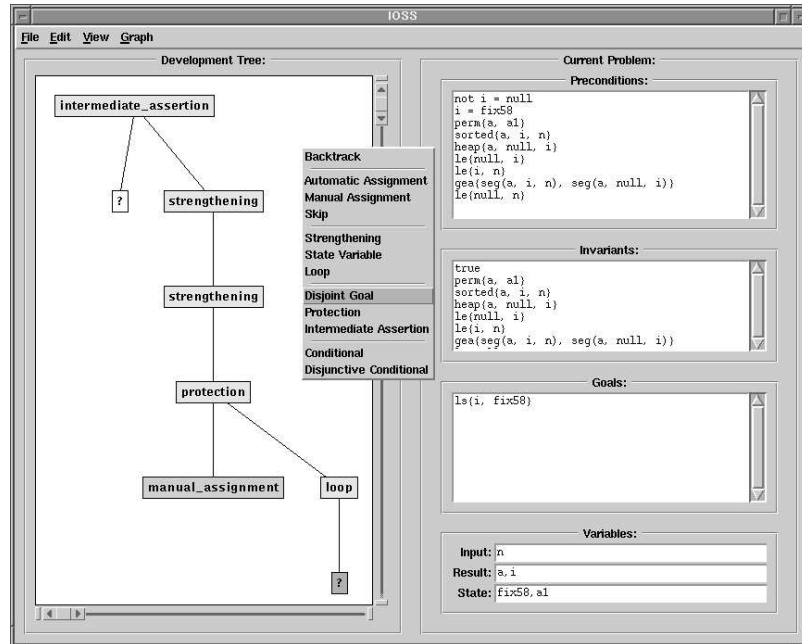 IOSS
File Edit View Graph
Development Tree:
intermediate_assertion
?
strengthening
strengthening
protection
manual_assignment
loop
?
Backtrack
Automatic Assignment
Manual Assignment
Skip
Strengthening
State Variable
Loop
Disjoint Goal
Protection
Intermediate Assertion
Conditional
Disjunctive Conditional
Current Problem:
Preconditions:
not i = null
i = fix58
perm(a, a1)
sorted(a, i, n)
heap(a, null, i)
le(null, i)
le(i, n)
gea(seg(a, i, n), seg(a, null, i))
le(null, n)
Invariants:
true
perm(a, a1)
sorted(a, i, n)
heap(a, null, i)
le(null, i)
le(i, n)
gea(seg(a, i, n), seg(a, null, i))
Goals:
ls(i, fix58)
Variables:
Input: n
Result: a,i
State: fix58,a1